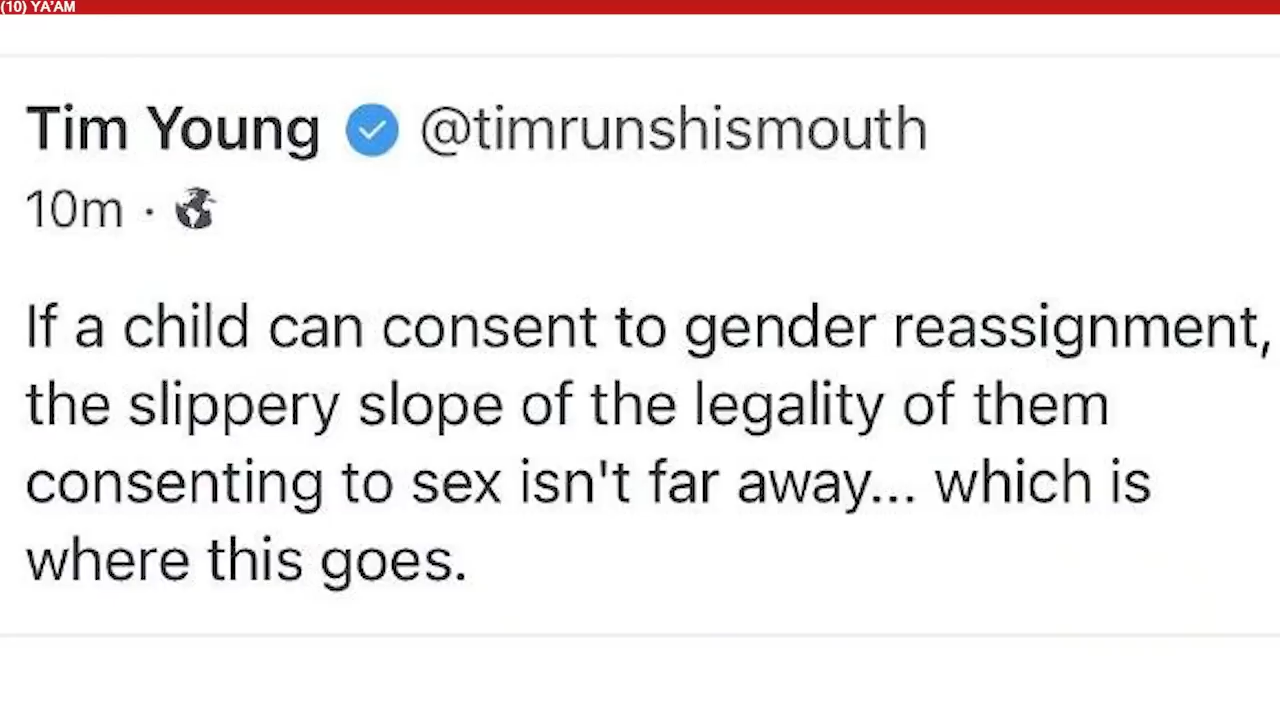 (10) YA'AM
Tim Young @timrunshismouth
10m ·
If a child can consent to gender reassignment,
the slippery slope of the legality of them
consenting to sex isn't far away... which is
where this goes.